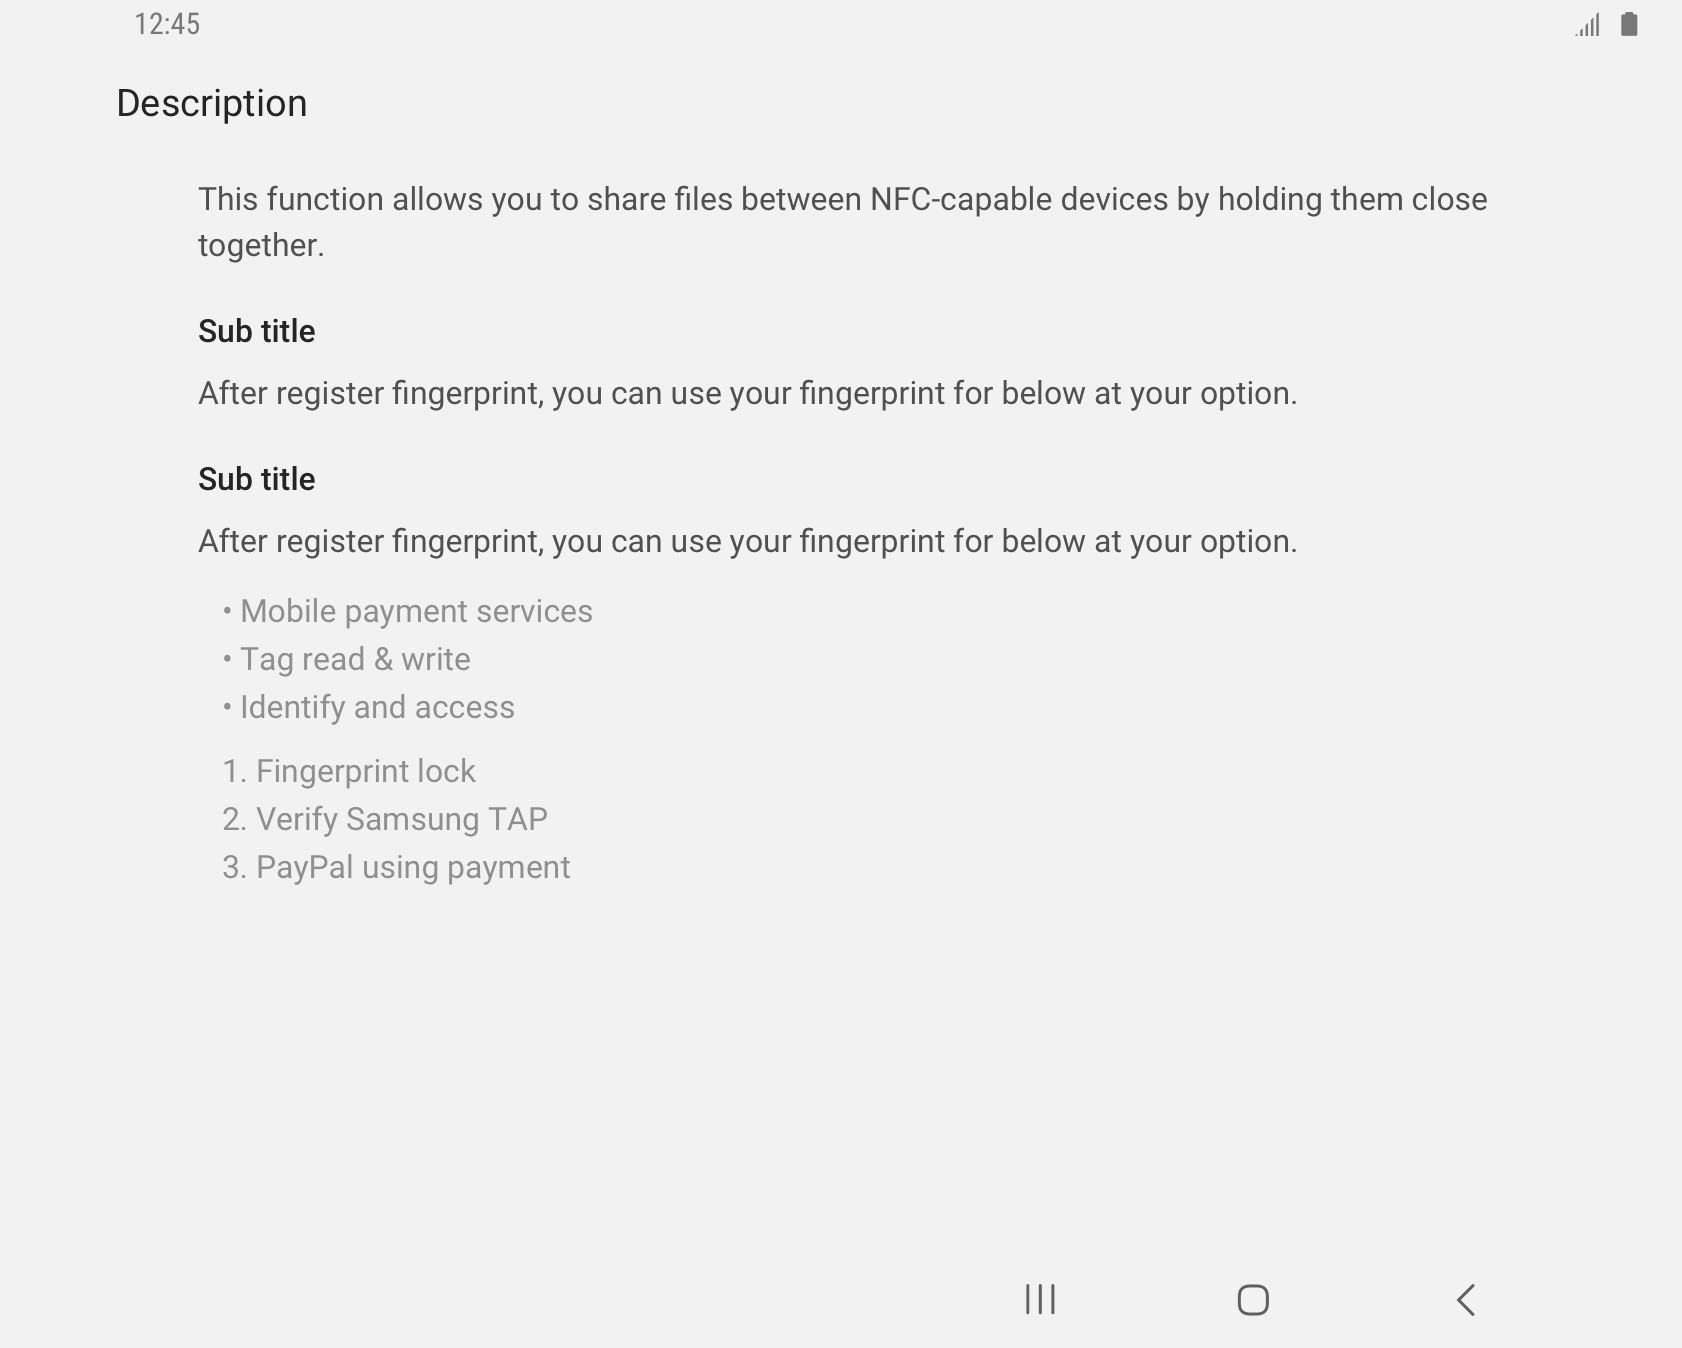 12:45
Description
This function allows you to share files between NFC-capable devices by holding them close
together.
Sub title
After register fingerprint, you can use your fingerprint for below at your option.
Sub title
After register fingerprint, you can use your fingerprint for below at your option.
• Mobile payment services
• Tag read & write
• Identify and access
1. Fingerprint lock
2. Verify Samsung TAP
3. PayPal using payment